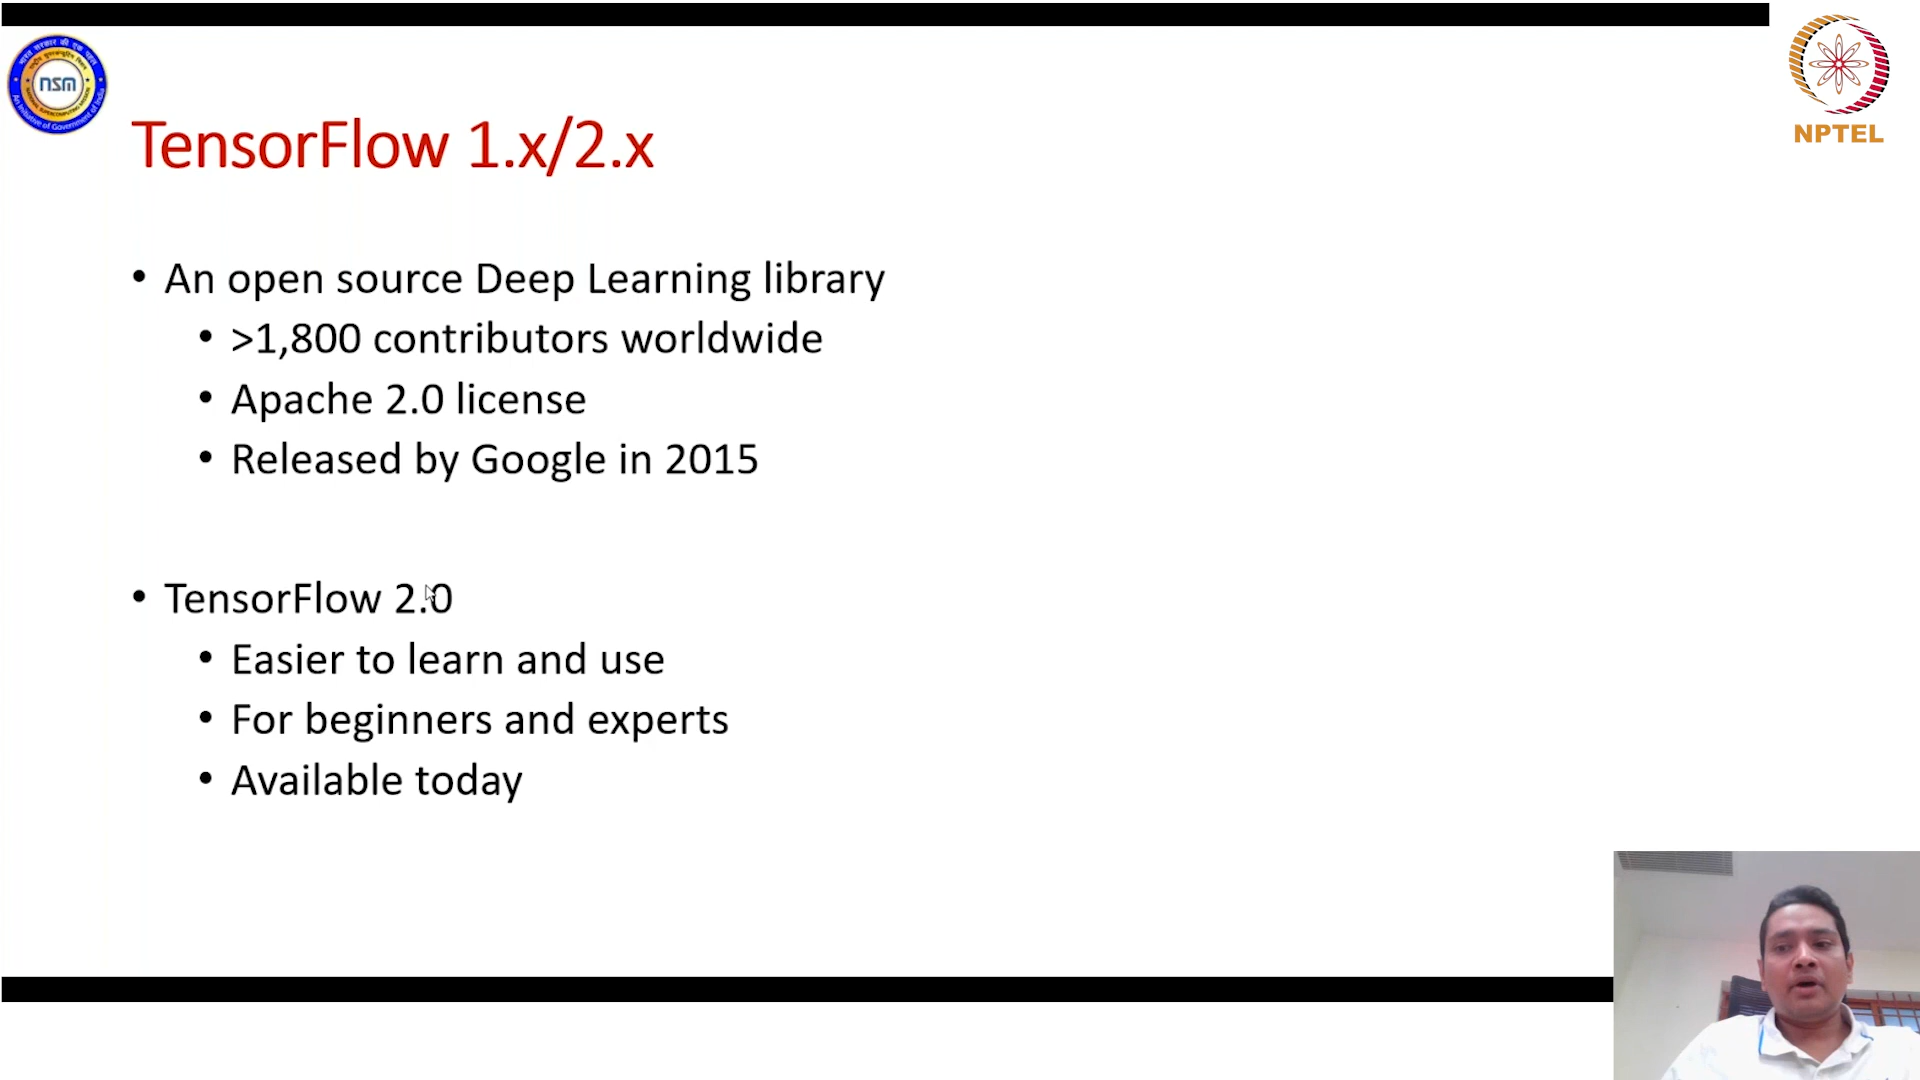 nsm
NPTEL
TensorFlow 1.x/2.x
• An open source Deep Learning library
• >1,800 contributors worldwide
• Apache 2.0 license
• Released by Google in 2015
• TensorFlow 2.0
• Easier to learn and use
• For beginners and experts
• Available today